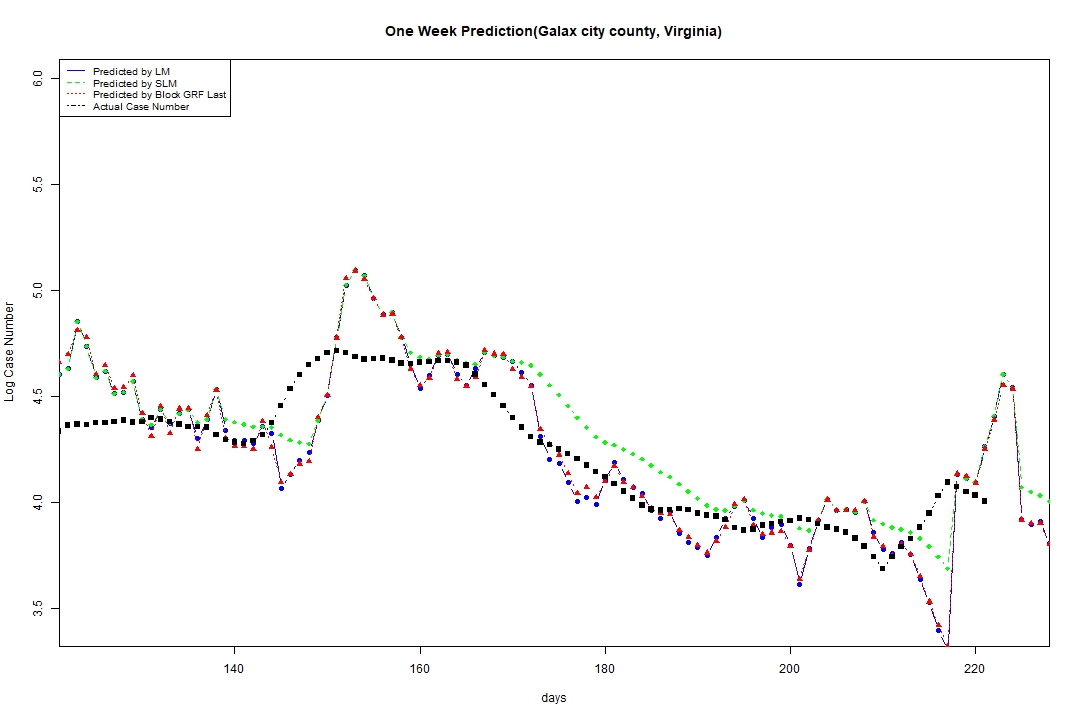 One Week Prediction(Galax city county, Virginia)
Predicted by LM
Predicted by SLM
Predicted by Block GRF Last
Actual Case Number
6.0
5.5
5.0
4.5
4.0
3.5
Log Case Number
140 160 180 200 220
days